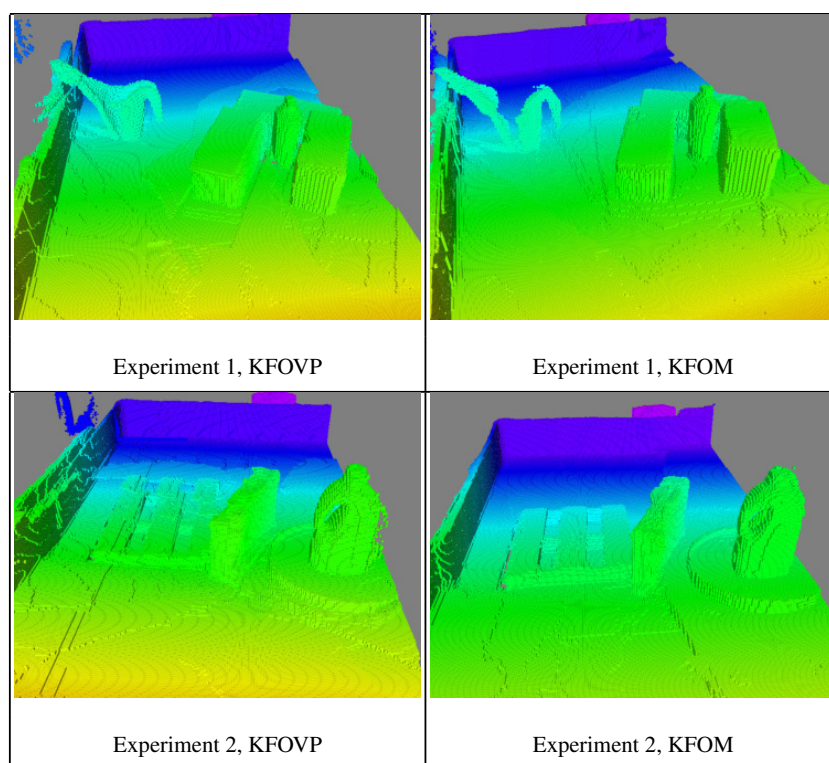 Experiment 1, KFOVP
Experiment 1, KFOM
Experiment 2, KFOVP
Experiment 2, KFOM